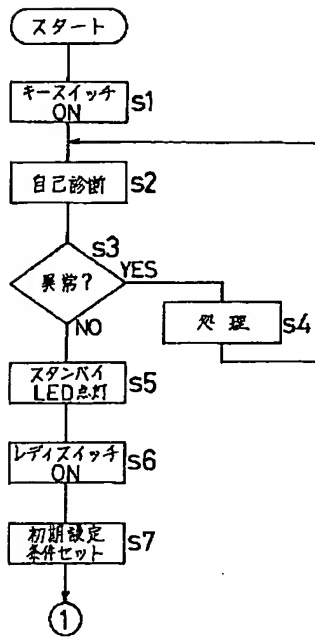 スタート
キースイッチ
ON
S1
自己診断
S2
S3
異常?
YES
NO
処理
S4
スタンバイ
LED点灯
S5
レディスイッチ
ON
S6
初期設定
条件セット
S7
1